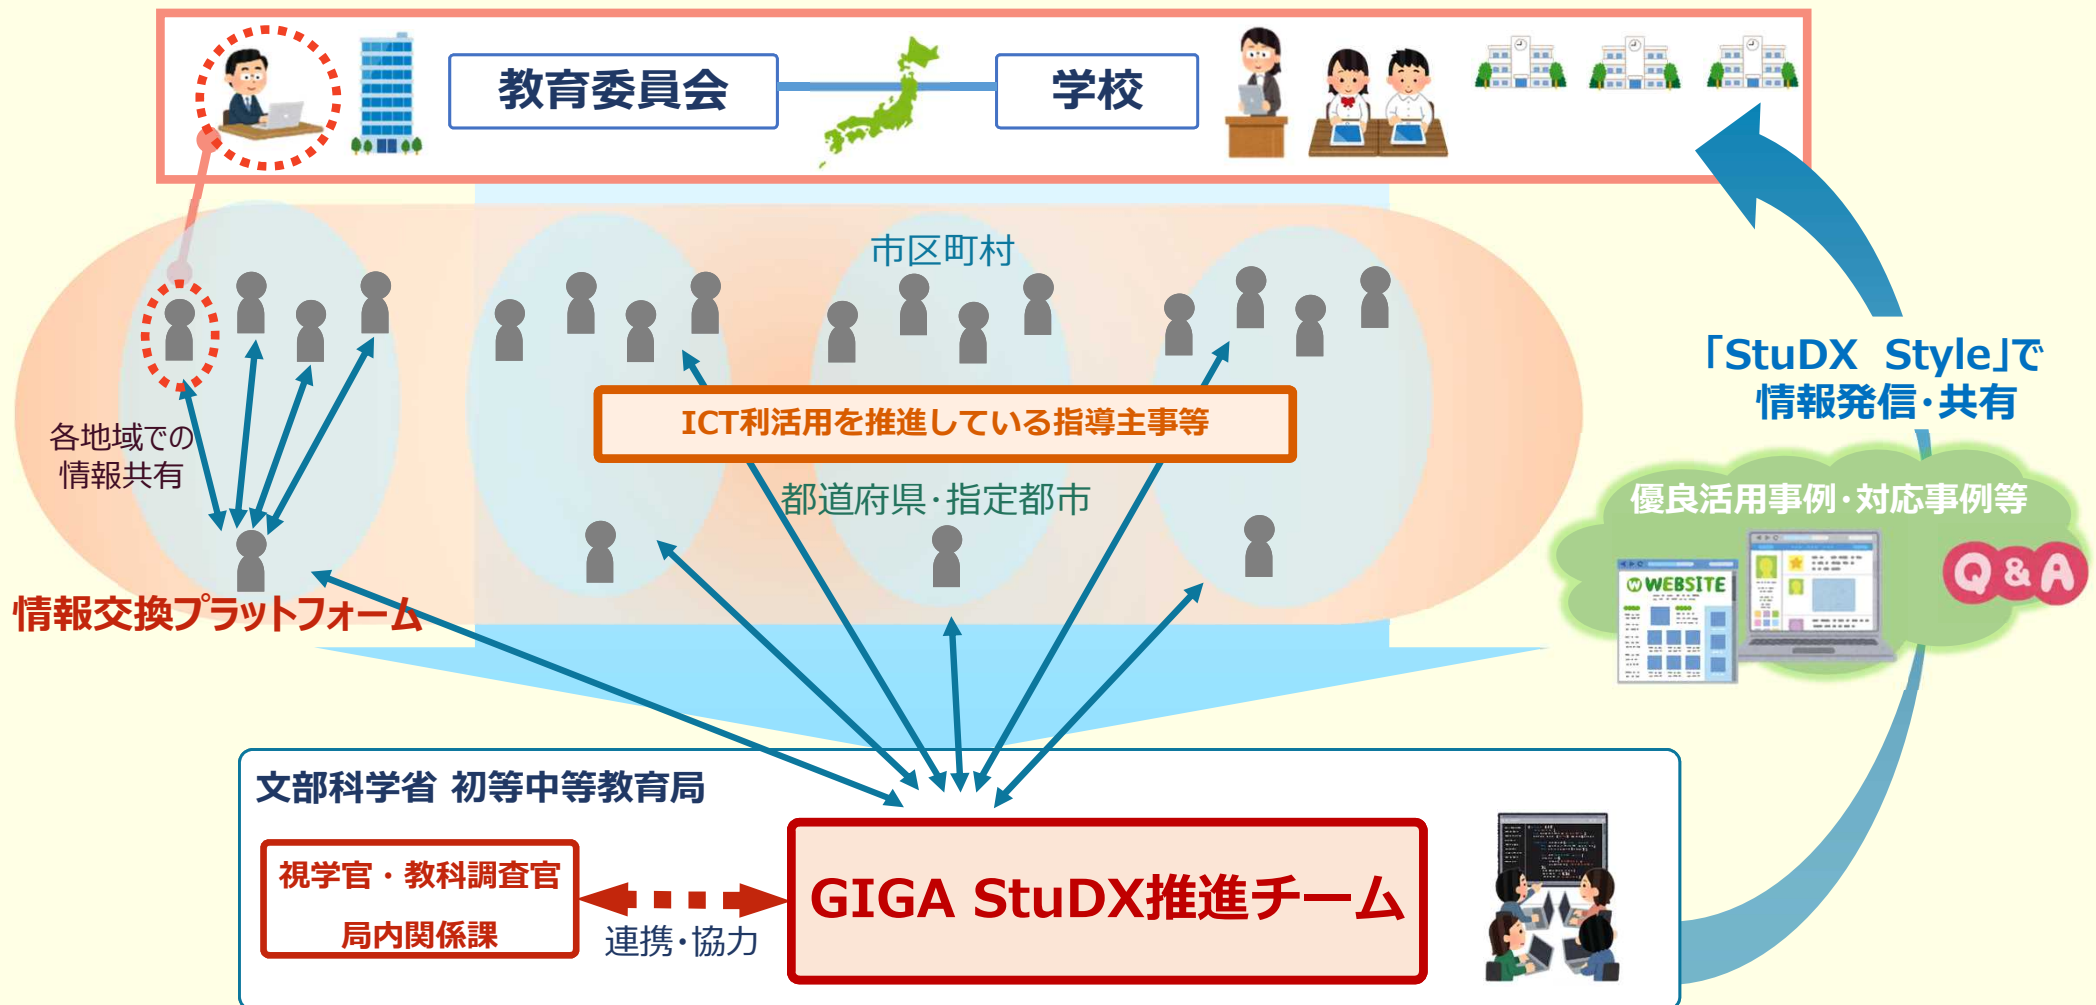 教育委員会
学校
市区町村
ICT利活用を推進している指導主事等
各地域での
情報共有
都道府県・指定都市
情報交換プラットフォーム
「StuDX Style」で
情報発信・共有
優良活用事例・対応事例等
WEBSITE
Q&A
文部科学省 初等中等教育局
視学官・教科調査官
局内関係課
連携・協力
GIGA StuDX推進チーム